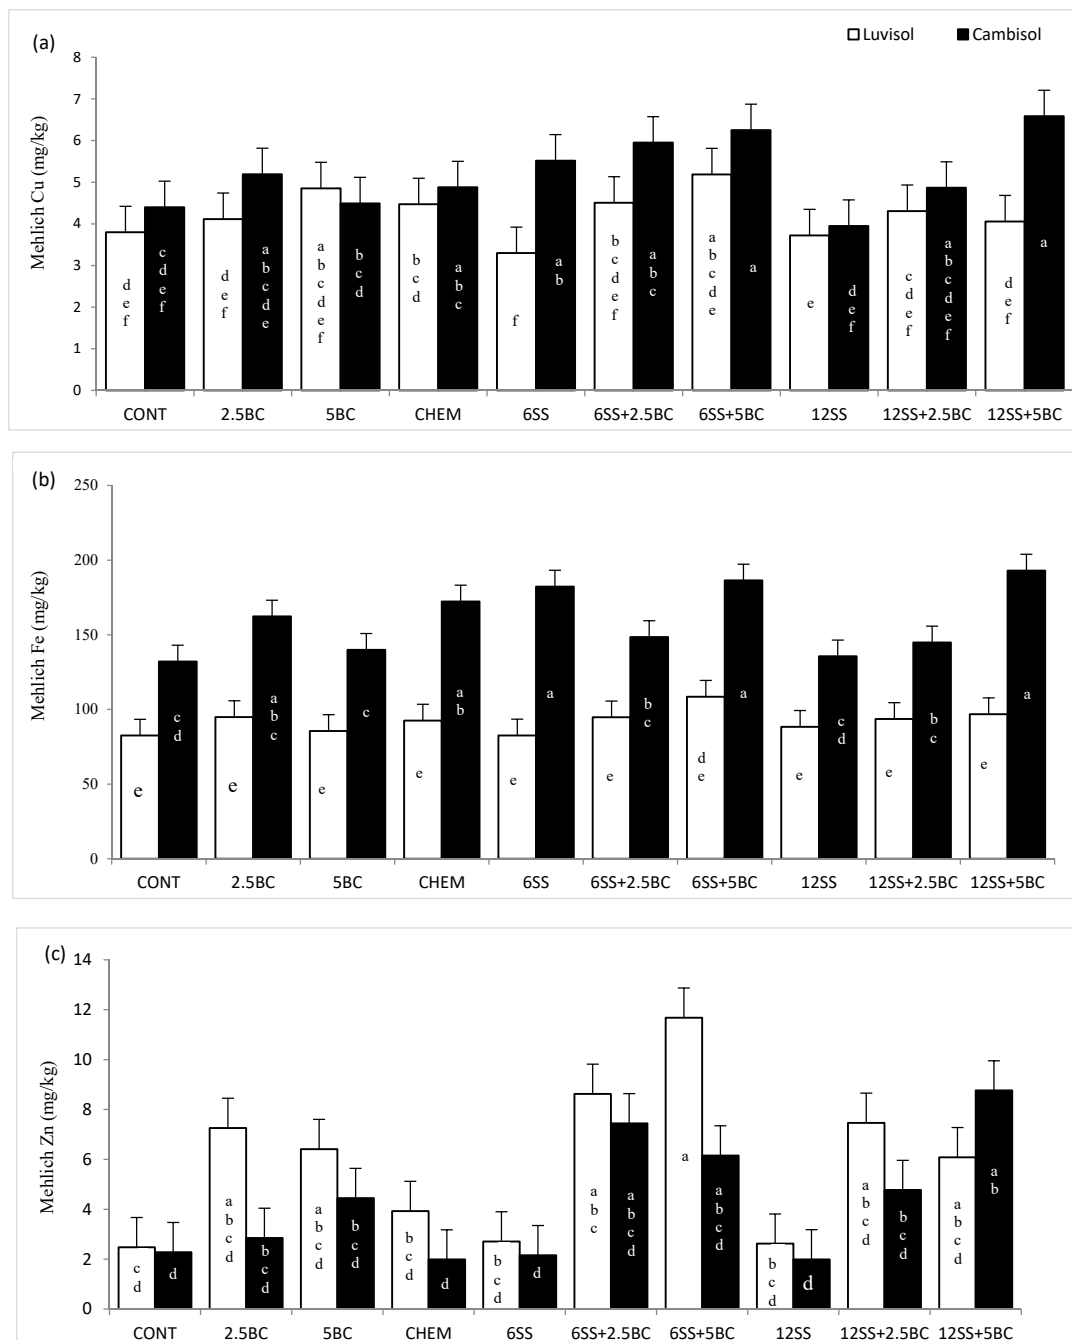 (a)
Luvisol Cambisol
Mehlich Cu (mg/kg)
8
7
6
5
4
3
2
1
0
d
e
f
c
d
e
f
d
e
f
a
b
c
d
e
a
b
c
d
e
f
b
c
d
b
c
d
a
b
c
f
a
b
b
c
d
e
f
a
b
c
a
b
c
d
e
a
e
d
e
f
c
d
e
f
a
b
c
d
e
f
d
e
f
a
CONT 2.5BC 5BC CHEM 6SS 6SS+2.5BC 6SS+5BC 12SS 12SS+2.5BC 12SS+5BC
(b)
Mehlich Fe (mg/kg)
250
200
150
100
50
0
e
c
d
e
a
b
c
e
c
e
a
b
e
a
e
b
c
d
e
a
e
c
d
e
b
c
e
a
CONT 2.5BC 5BC CHEM 6SS 6SS+2.5BC 6SS+5BC 12SS 12SS+2.5BC 12SS+5BC
(c)
Mehlich Zn (mg/kg)
14
12
10
8
6
4
2
0
c
d
d
a
b
c
d
b
c
d
a
b
c
d
b
c
d
b
c
d
d
b
c
d
d
a
b
c
a
b
c
d
a
a
b
c
d
b
c
d
d
a
b
c
d
b
c
d
a
b
c
d
a
b
CONT 2.5BC 5BC CHEM 6SS 6SS+2.5BC 6SS+5BC 12SS 12SS+2.5BC 12SS+5BC